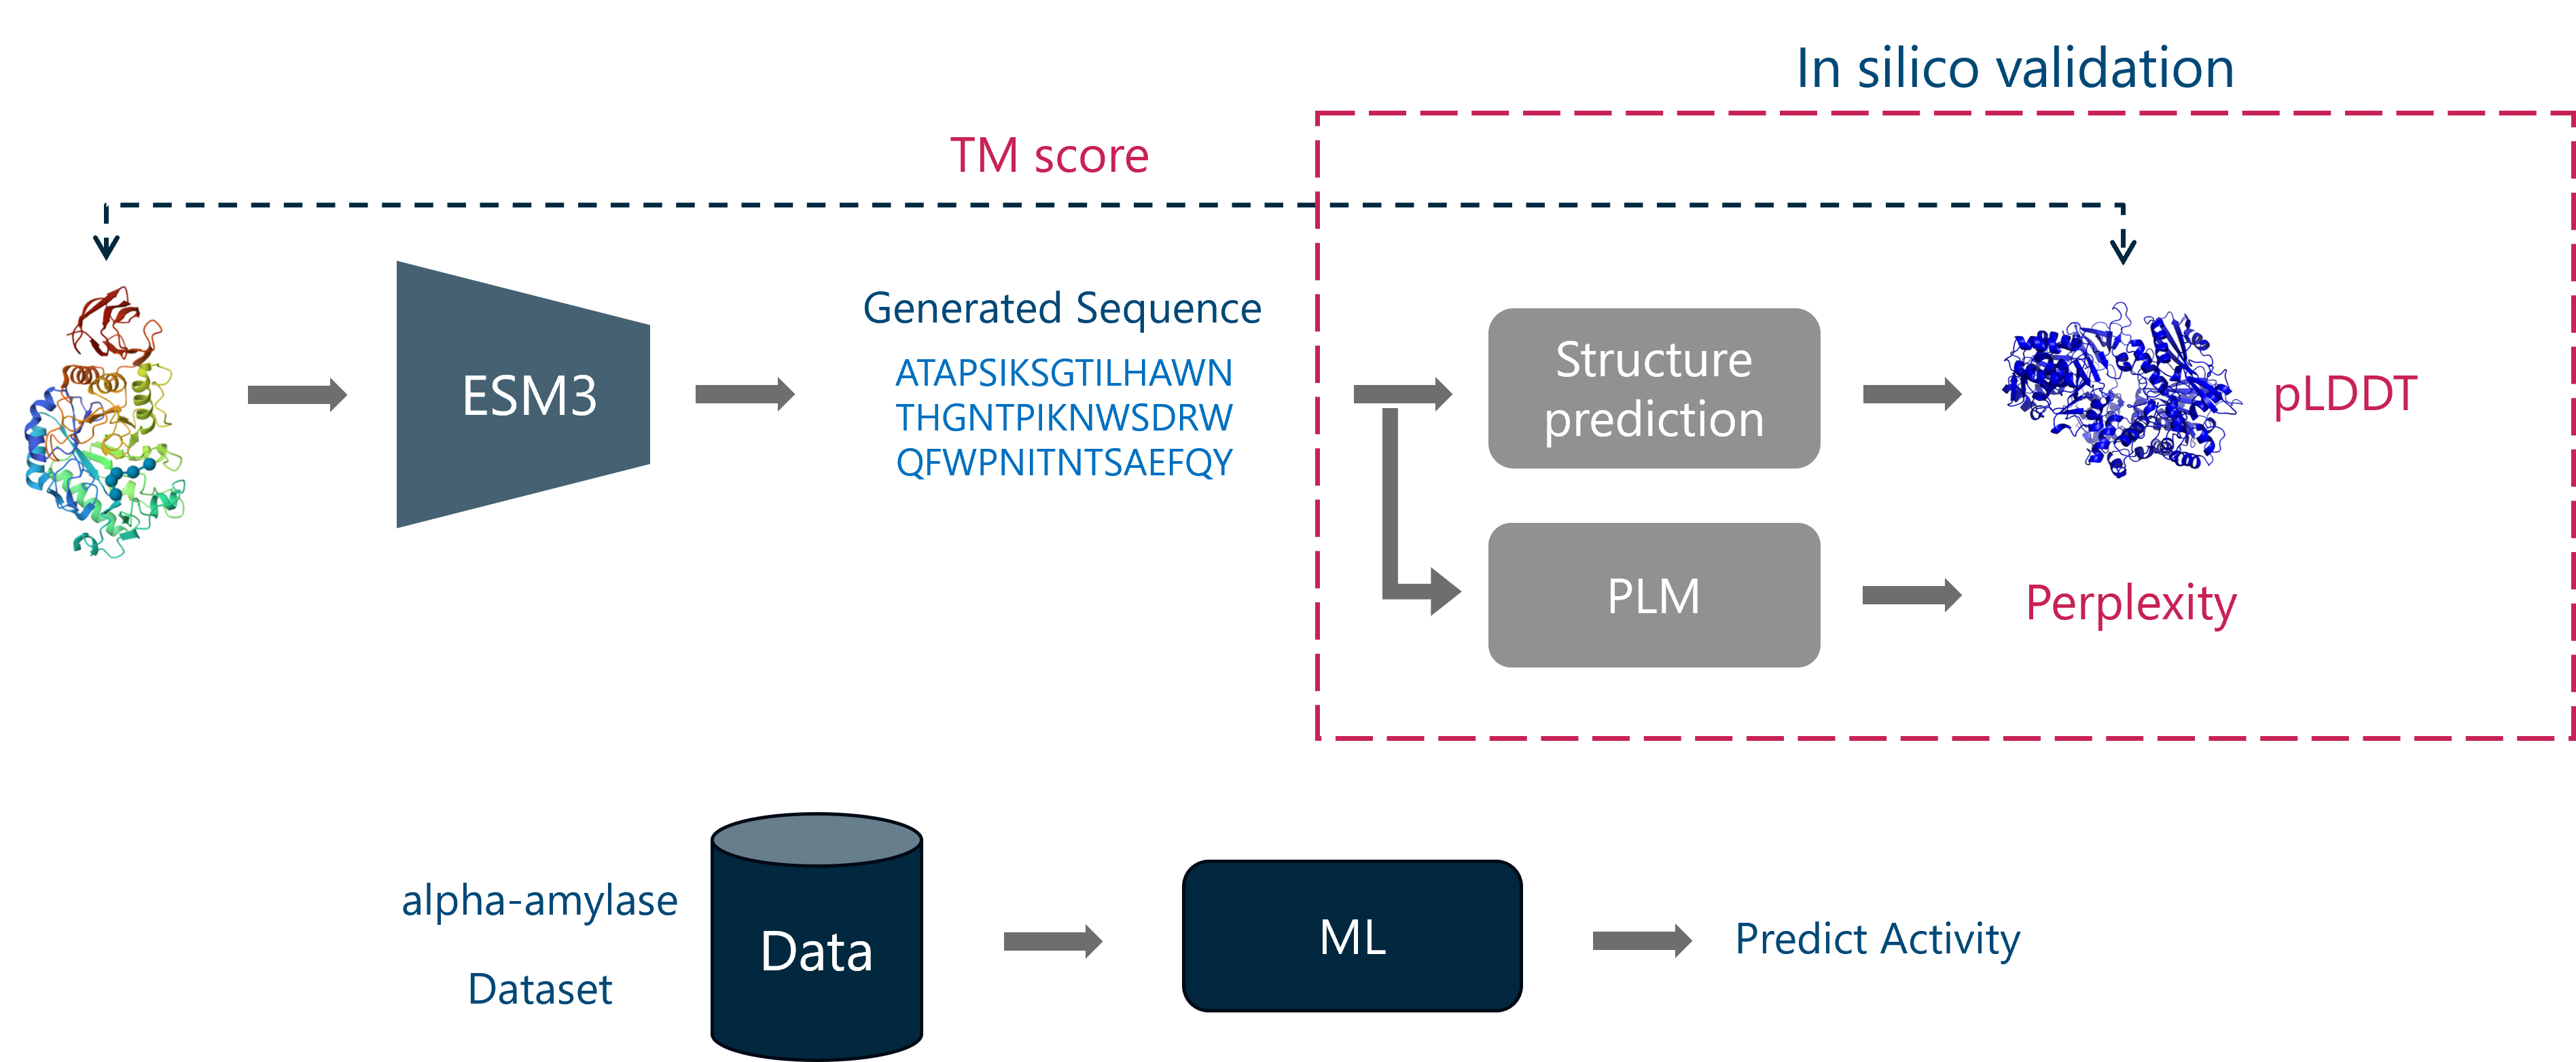 In silico validation
TM score
ESM3
Generated Sequence
ATAPSIKSGTILHAWN
THGNTPIKNWSDRW
QFWPNITNTSAEFQY
Structure
prediction
pLDDT
PLM
Perplexity
alpha-amylase
Dataset
Data
ML
Predict Activity